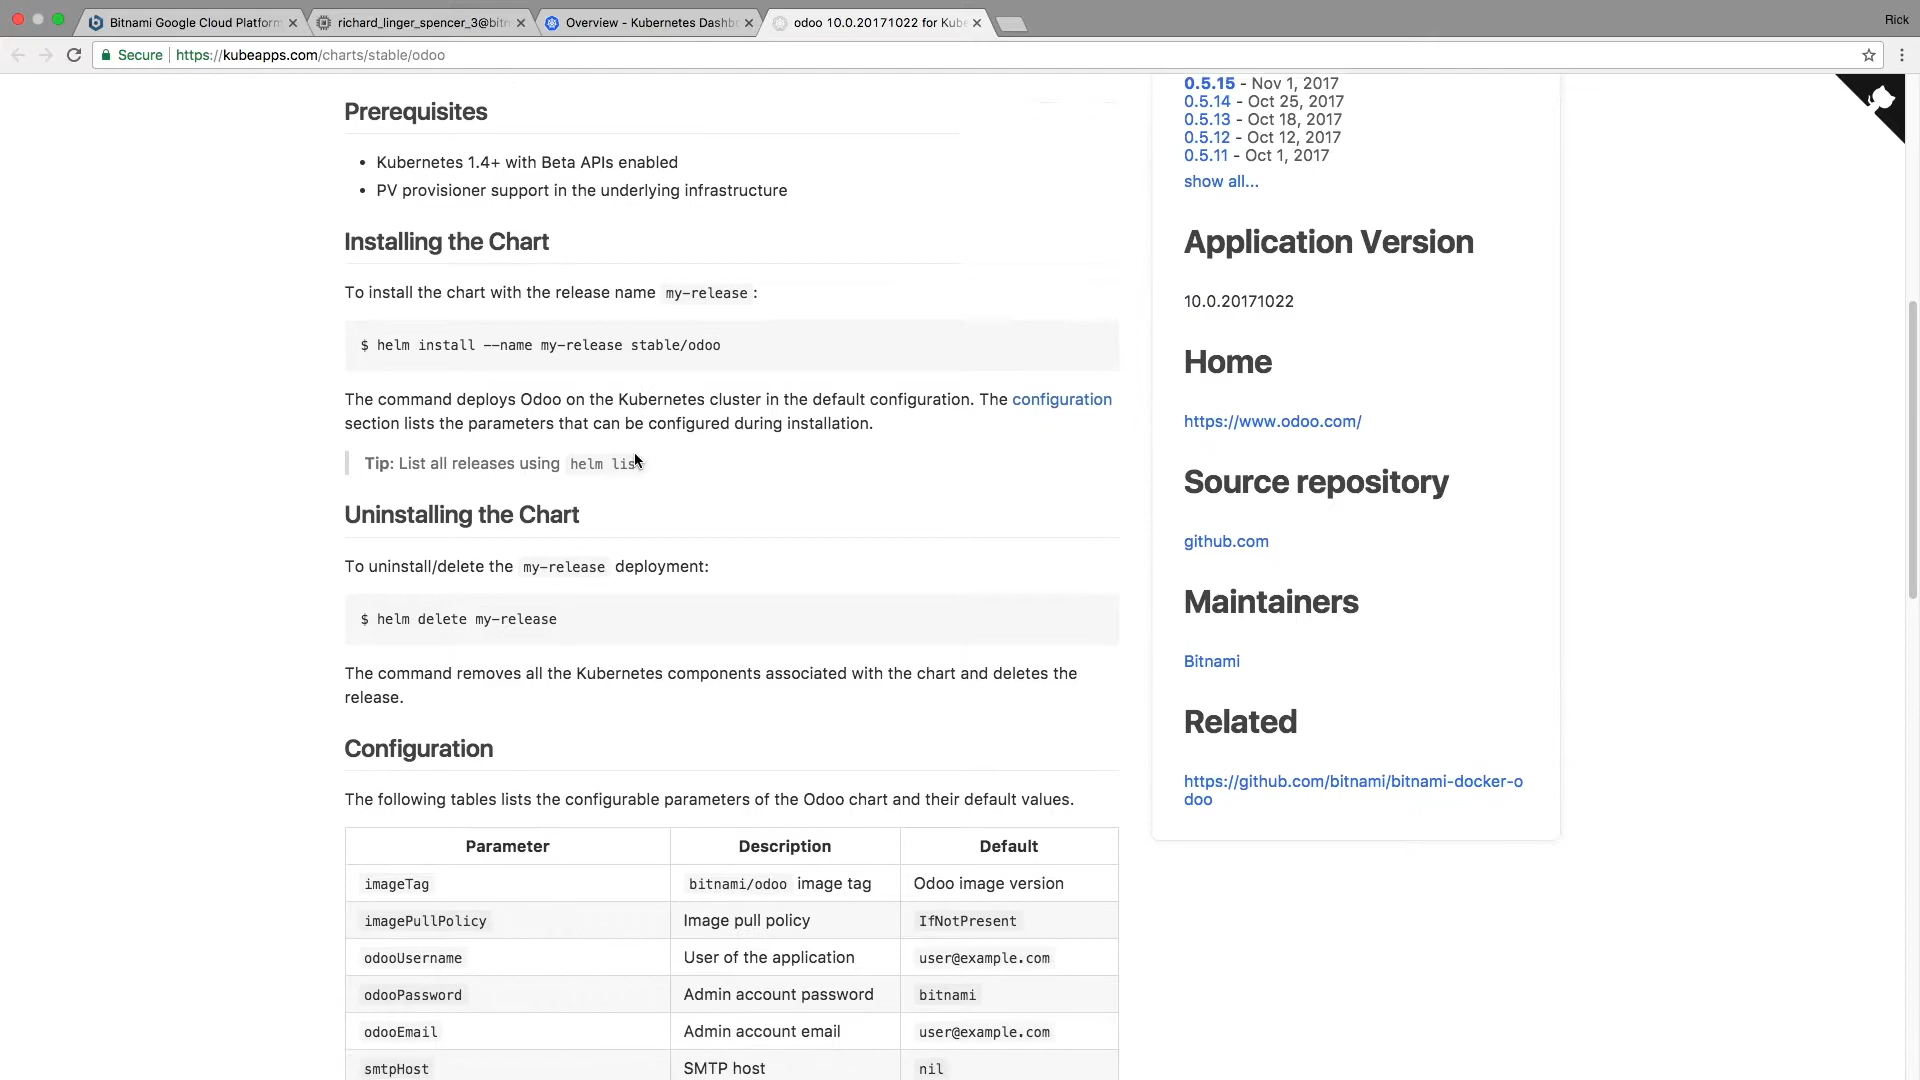 Bitnami Google Cloud Platform
richard_linger_spencer_3@bitn
Overview - Kubernetes Dashbo
odoo 10.0.20171022 for Kube
Rick
Secure
https://kubeapps.com/charts/stable/odoo
Prerequisites
• Kubernetes 1.4+ with Beta APIs enabled
• PV provisioner support in the underlying infrastructure
Installing the Chart
To install the chart with the release name my-release:
$ helm install --name my-release stable/odoo
The command deploys Odoo on the Kubernetes cluster in the default configuration. The configuration
section lists the parameters that can be configured during installation.
Tip: List all releases using helm lis
Uninstalling the Chart
To uninstall/delete the my-release deployment:
$ helm delete my-release
The command removes all the Kubernetes components associated with the chart and deletes the
release.
Configuration
The following tables lists the configurable parameters of the Odoo chart and their default values.
Parameter Description Default
imageTag bitnami/odoo image tag Odoo image version
imagePullPolicy Image pull policy IfNotPresent
odooUsername User of the application user@example.com
odooPassword Admin account password bitnami
odooEmail Admin account email user@example.com
smtpHost SMTP host nil
0.5.15 - Nov 1, 2017
0.5.14 - Oct 25, 2017
0.5.13 - Oct 18, 2017
0.5.12 - Oct 12, 2017
0.5.11 - Oct 1, 2017
show all...
Application Version
10.0.20171022
Home
https://www.odoo.com/
Source repository
github.com
Maintainers
Bitnami
Related
https://github.com/bitnami/bitnami-docker-o
doo